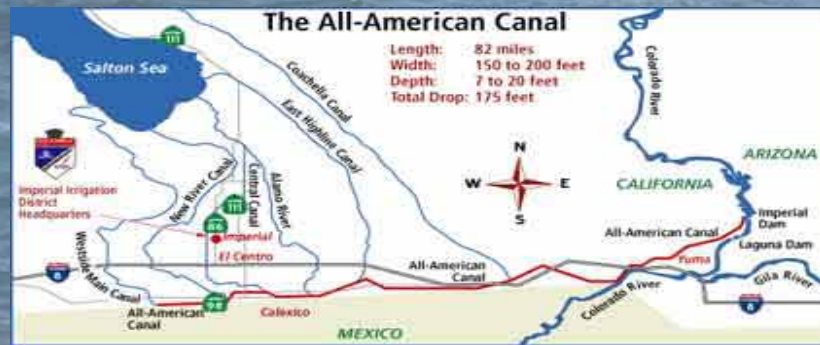 The All-American Canal
Length: 82 miles
Width: 150 to 200 feet
Depth: 7 to 20 feet
Total Drop: 175 feet
111
Salton Sea
Coachella Canal
East Highline Canal
Colorado River
N
W E
S
ARIZONA
CALIFORNIA
Imperial Irrigation
District
Headquarters
New River Canal
Central Canal
Alamo River
111
86
Imperial
El Centro
Westside Main Canal
8
All-American
Canal
98
Calexico
All-American
Canal
MEXICO
All-American Canal
Imperial
Dam
Laguna Dam
Yuma
Colorado River
Gila River
8